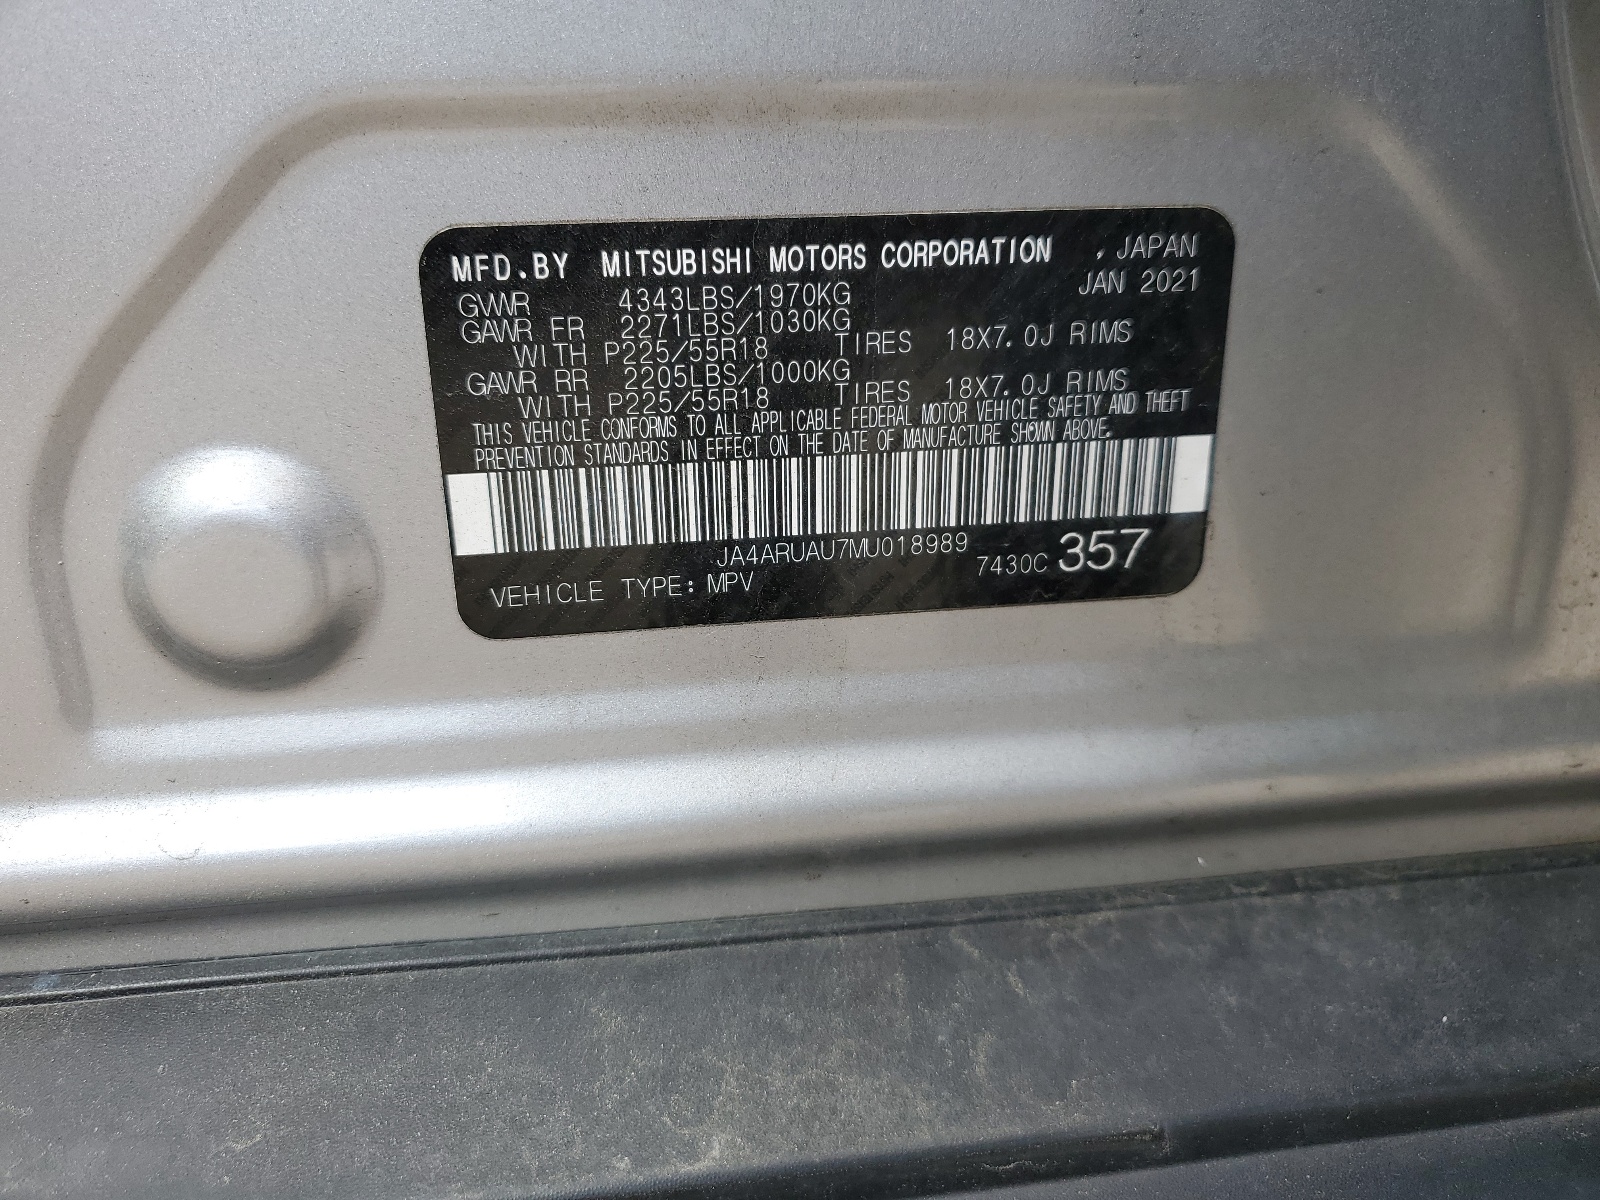 MFD.BY MITSUBISHI MOTORS CORPORATION , JAPAN
JAN 2021
GVWR 4343LBS/1970KG
GAWR FR 2271LBS/1030KG
WITH P225/55R18 TIRES 18X7.0J RIMS
GAWR RR 2205LBS/1000KG
WITH P225/55R18 TIRES 18X7.0J RIMS
THIS VEHICLE CONFORMS TO ALL APPLICABLE FEDERAL MOTOR VEHICLE SAFETY AND THEFT
PREVENTION STANDARDS IN EFFECT ON THE DATE OF MANUFACTURE SHOWN ABOVE.
JA4ARUAU7MU018989
7430C 357
VEHICLE TYPE: MPV